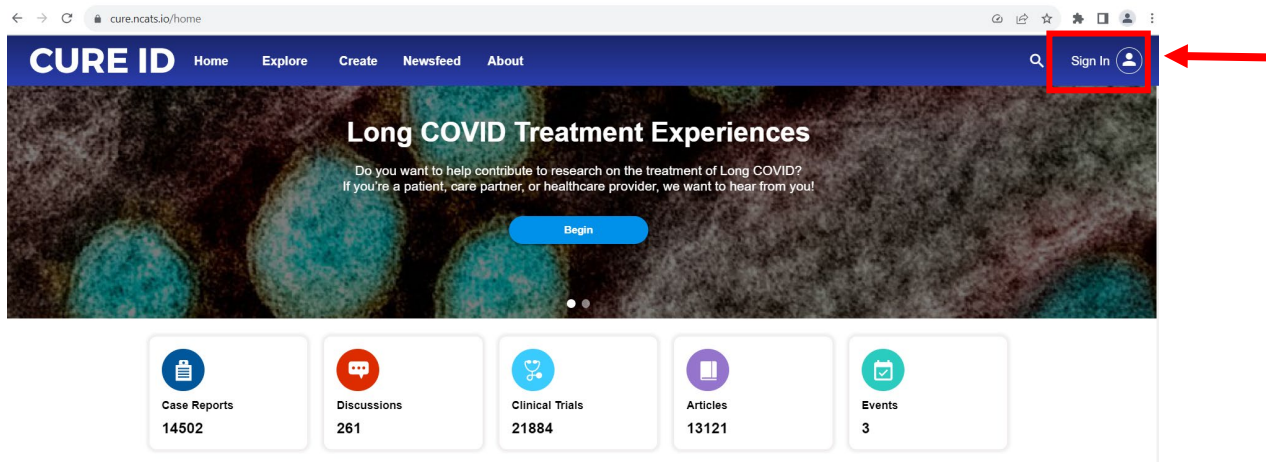 cure.ncats.io/home
CURE ID Home Explore Create Newsfeed About Sign In
Long COVID Treatment Experiences
Do you want to help contribute to research on the treatment of Long COVID?
If you're a patient, care partner, or healthcare provider, we want to hear from you!
Begin
Case Reports
14502
Discussions
261
Clinical Trials
21884
Articles
13121
Events
3